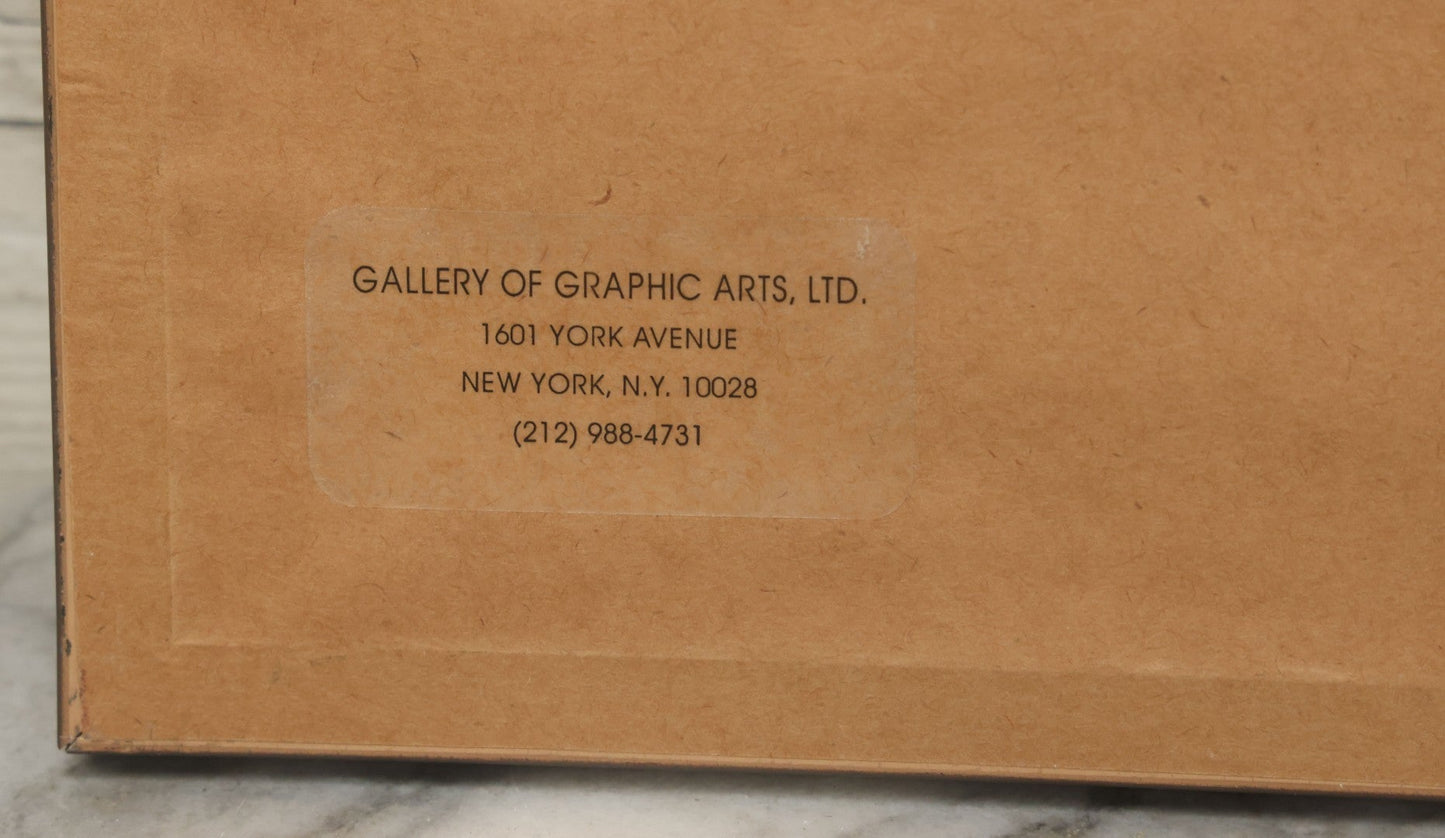 GALLERY OF GRAPHIC ARTS, LTD.
1601 YORK AVENUE
NEW YORK, N.Y. 10028
(212) 988-4731